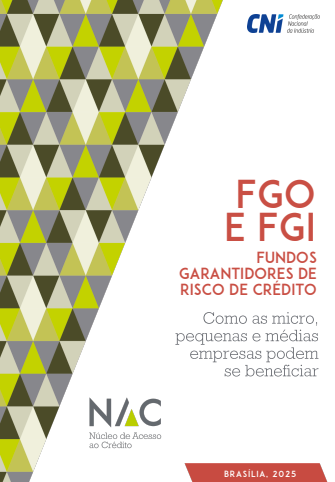 CNI
Confederação
Nacional
da Indústria
FGO
E FGI
FUNDOS
GARANTIDORES DE
RISCO DE CRÉDITO
Como as micro,
pequenas e médias
empresas podem
se beneficiar
NAC
Núcleo de Acesso
ao Crédito
BRASÍLIA, 2025